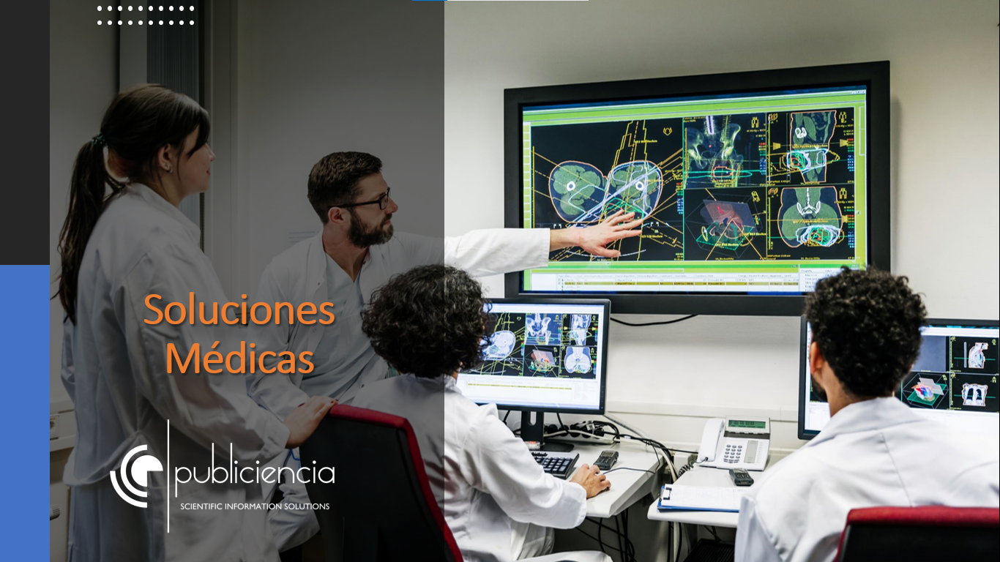 Soluciones
Médicas
publiciencia
SCIENTIFIC INFORMATION SOLUTIONS